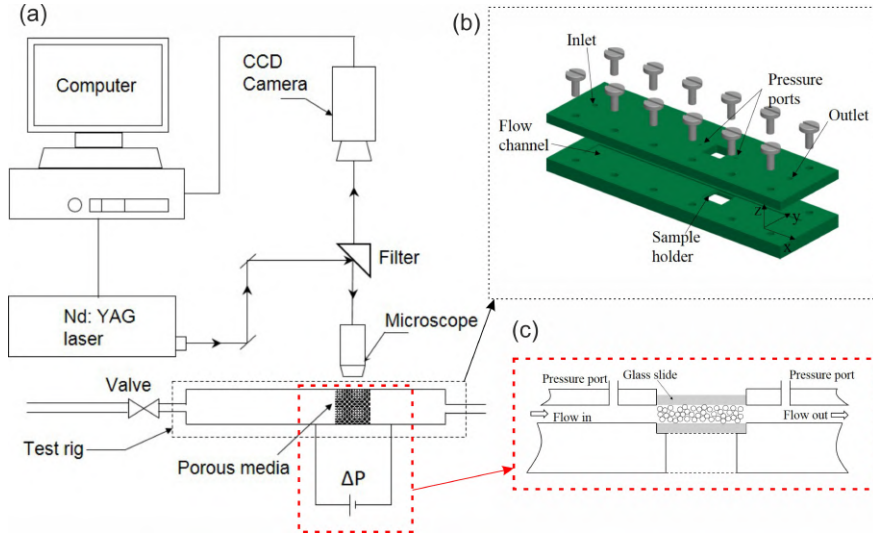 (a)
Computer
CCD
Camera
Filter
Nd: YAG
laser
Microscope
Valve
Test rig
Porous media
ΔP
(b)
Inlet
Pressure
ports
Outlet
Flow
channel
Sample
holder
z
y
x
(c)
Pressure port
Glass slide
Pressure port
Flow in
Flow out